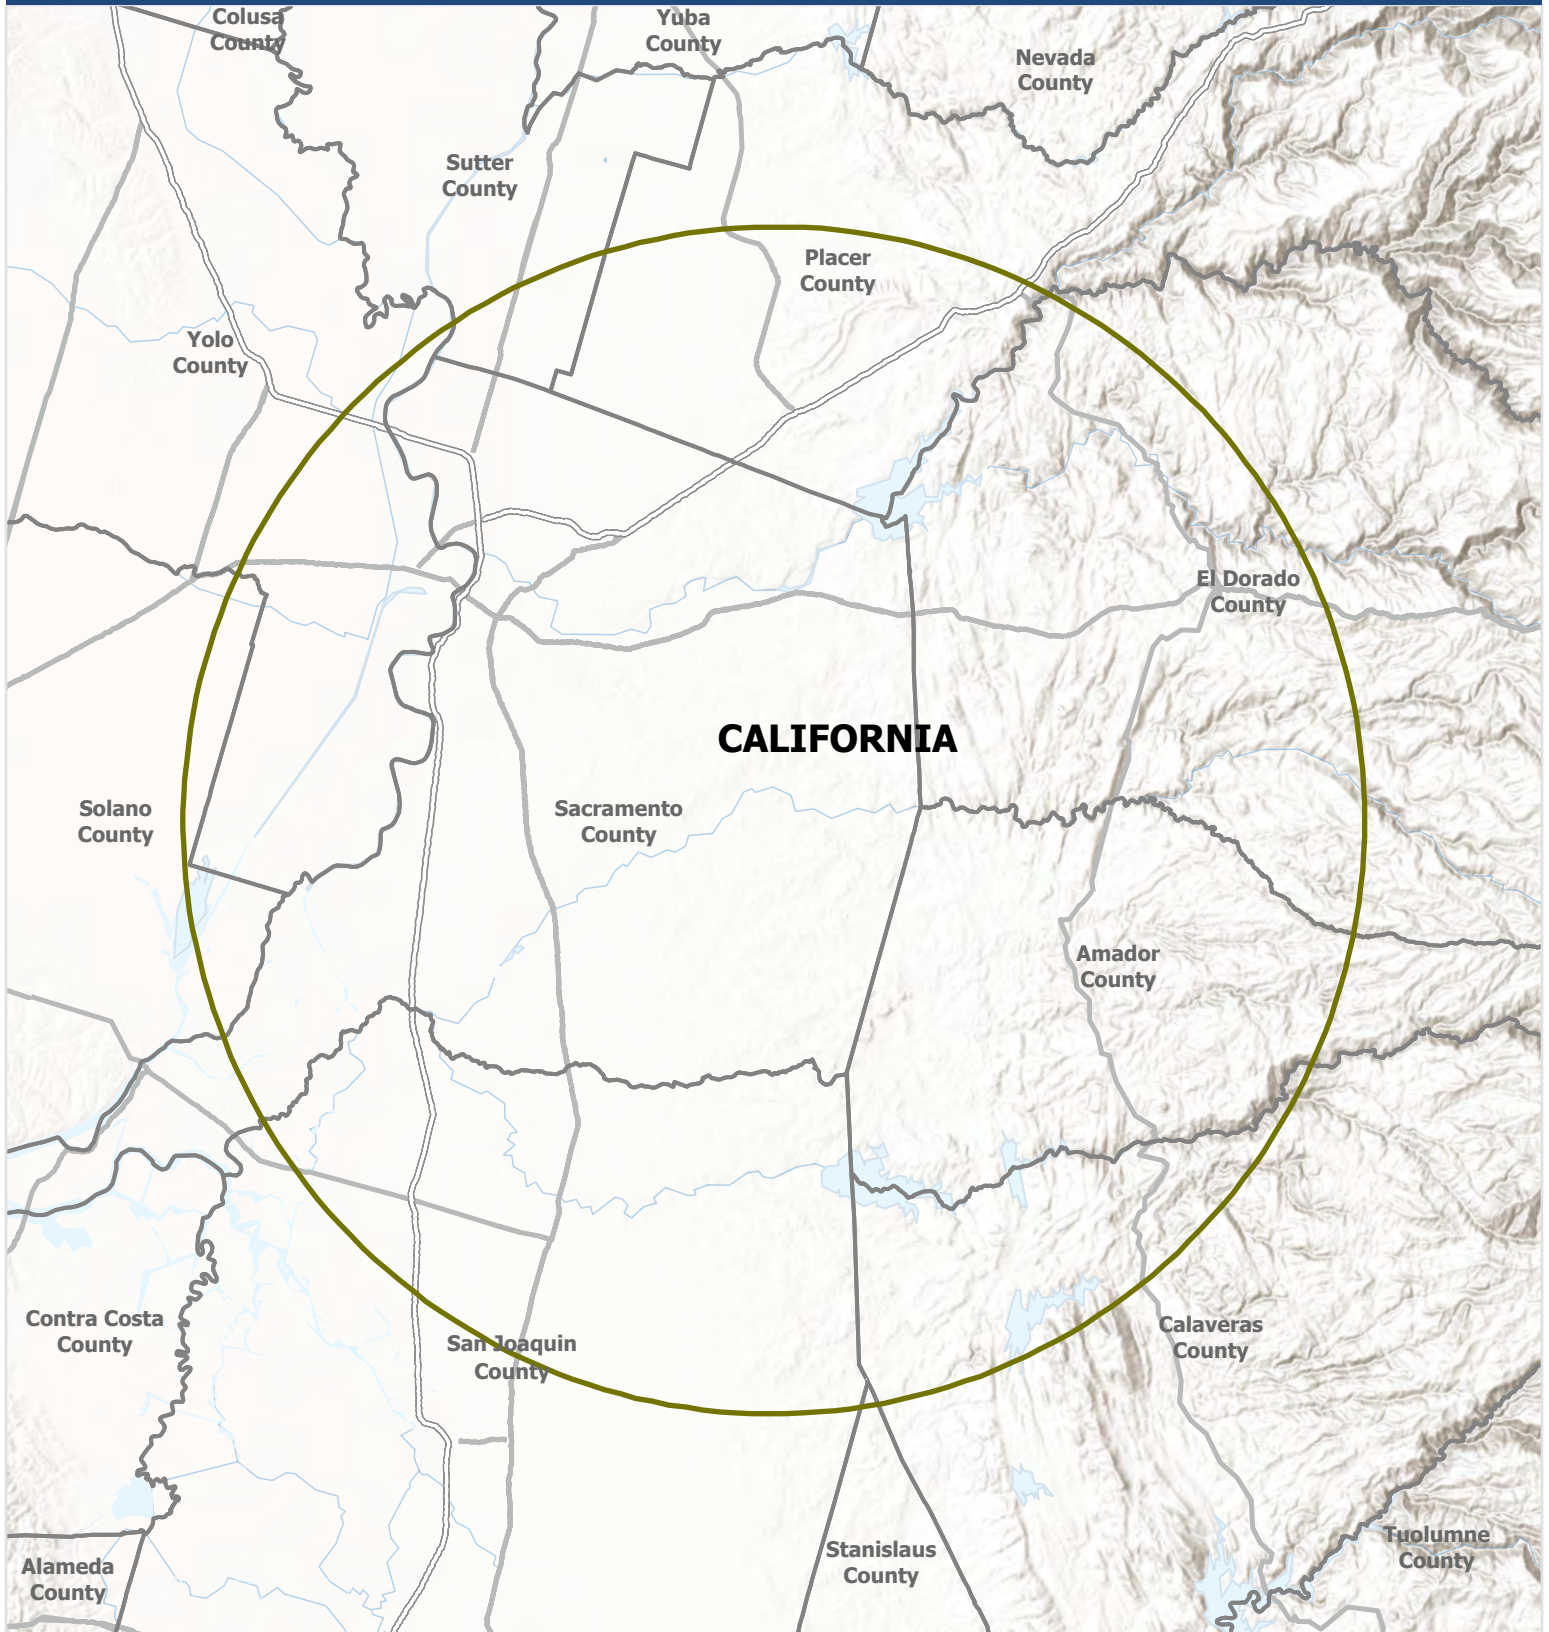 Colusa
County
Yuba
County
Nevada
County
Sutter
County
Placer
County
Yolo
County
El Dorado
County
CALIFORNIA
Solano
County
Sacramento
County
Amador
County
Contra Costa
County
San Joaquin
County
Calaveras
County
Alameda
County
Stanislaus
County
Tuolumne
County